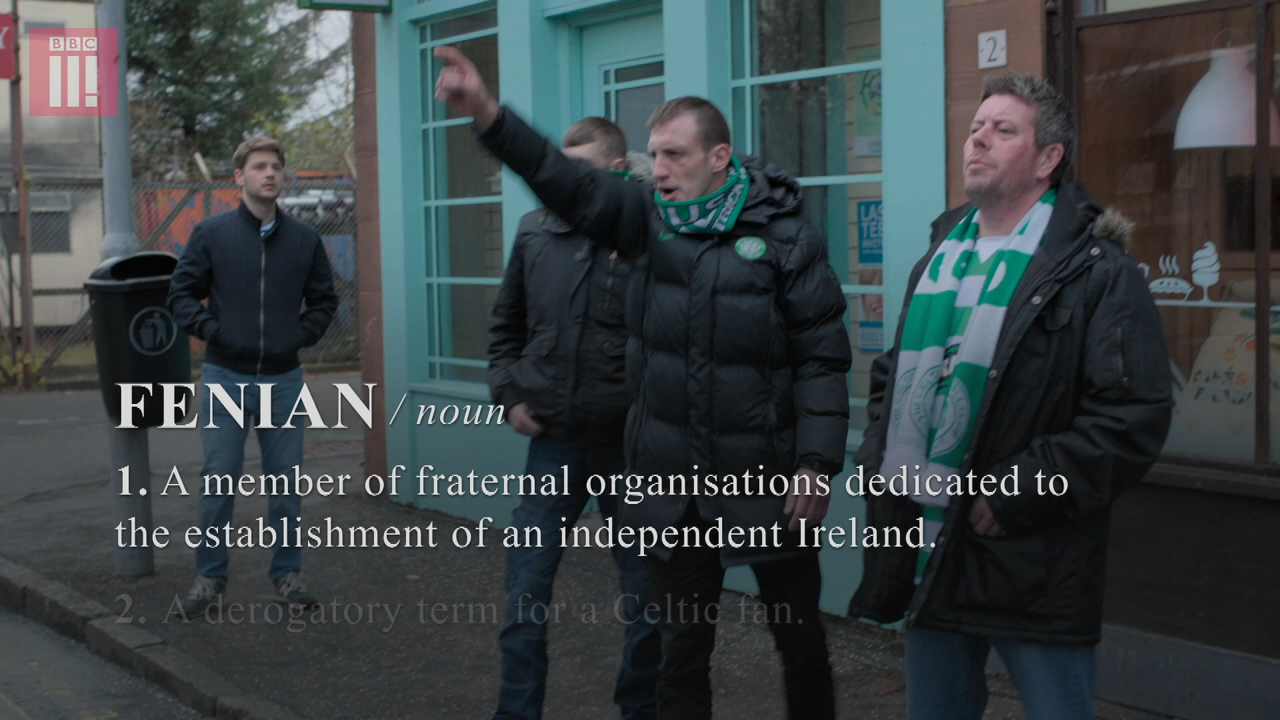 BBC
FENIAN / noun
1. A member of fraternal organisations dedicated to
the establishment of an independent Ireland.
2. A derogatory term for a Celtic fan.
2